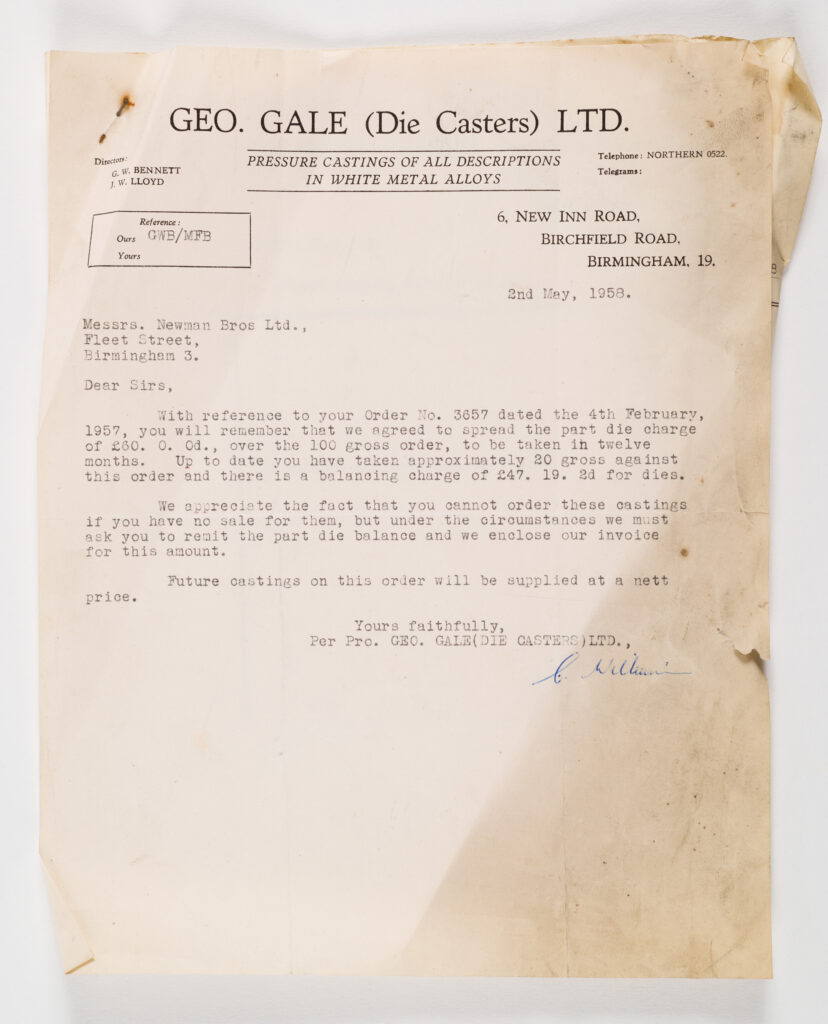 GEO. GALE (Die Casters) LTD.
Directors:
G. W. BENNETT
J. W. LLOYD
PRESSURE CASTINGS OF ALL DESCRIPTIONS
IN WHITE METAL ALLOYS
Telephone: NORTHERN 0522.
Telegrams:
Reference:
Ours GWB/MFB
Yours
6, NEW INN ROAD,
BIRCHFIELD ROAD,
BIRMINGHAM, 19.
2nd May, 1958.
Messrs. Newman Bros Ltd.,
Fleet Street,
Birmingham 3.
Dear Sirs,
With reference to your Order No. 3657 dated the 4th February,
1957, you will remember that we agreed to spread the part die charge
of £60. 0. 0d., over the 100 gross order, to be taken in twelve
months. Up to date you have taken approximately 20 gross against
this order and there is a balancing charge of £47. 19. 2d for dies.
We appreciate the fact that you cannot order these castings
if you have no sale for them, but under the circumstances we must
ask you to remit the part die balance and we enclose our invoice
for this amount.
Future castings on this order will be supplied at a nett
price.
Yours faithfully,
Per Pro. GEO. GALE(DIE CASTERS)LTD.,